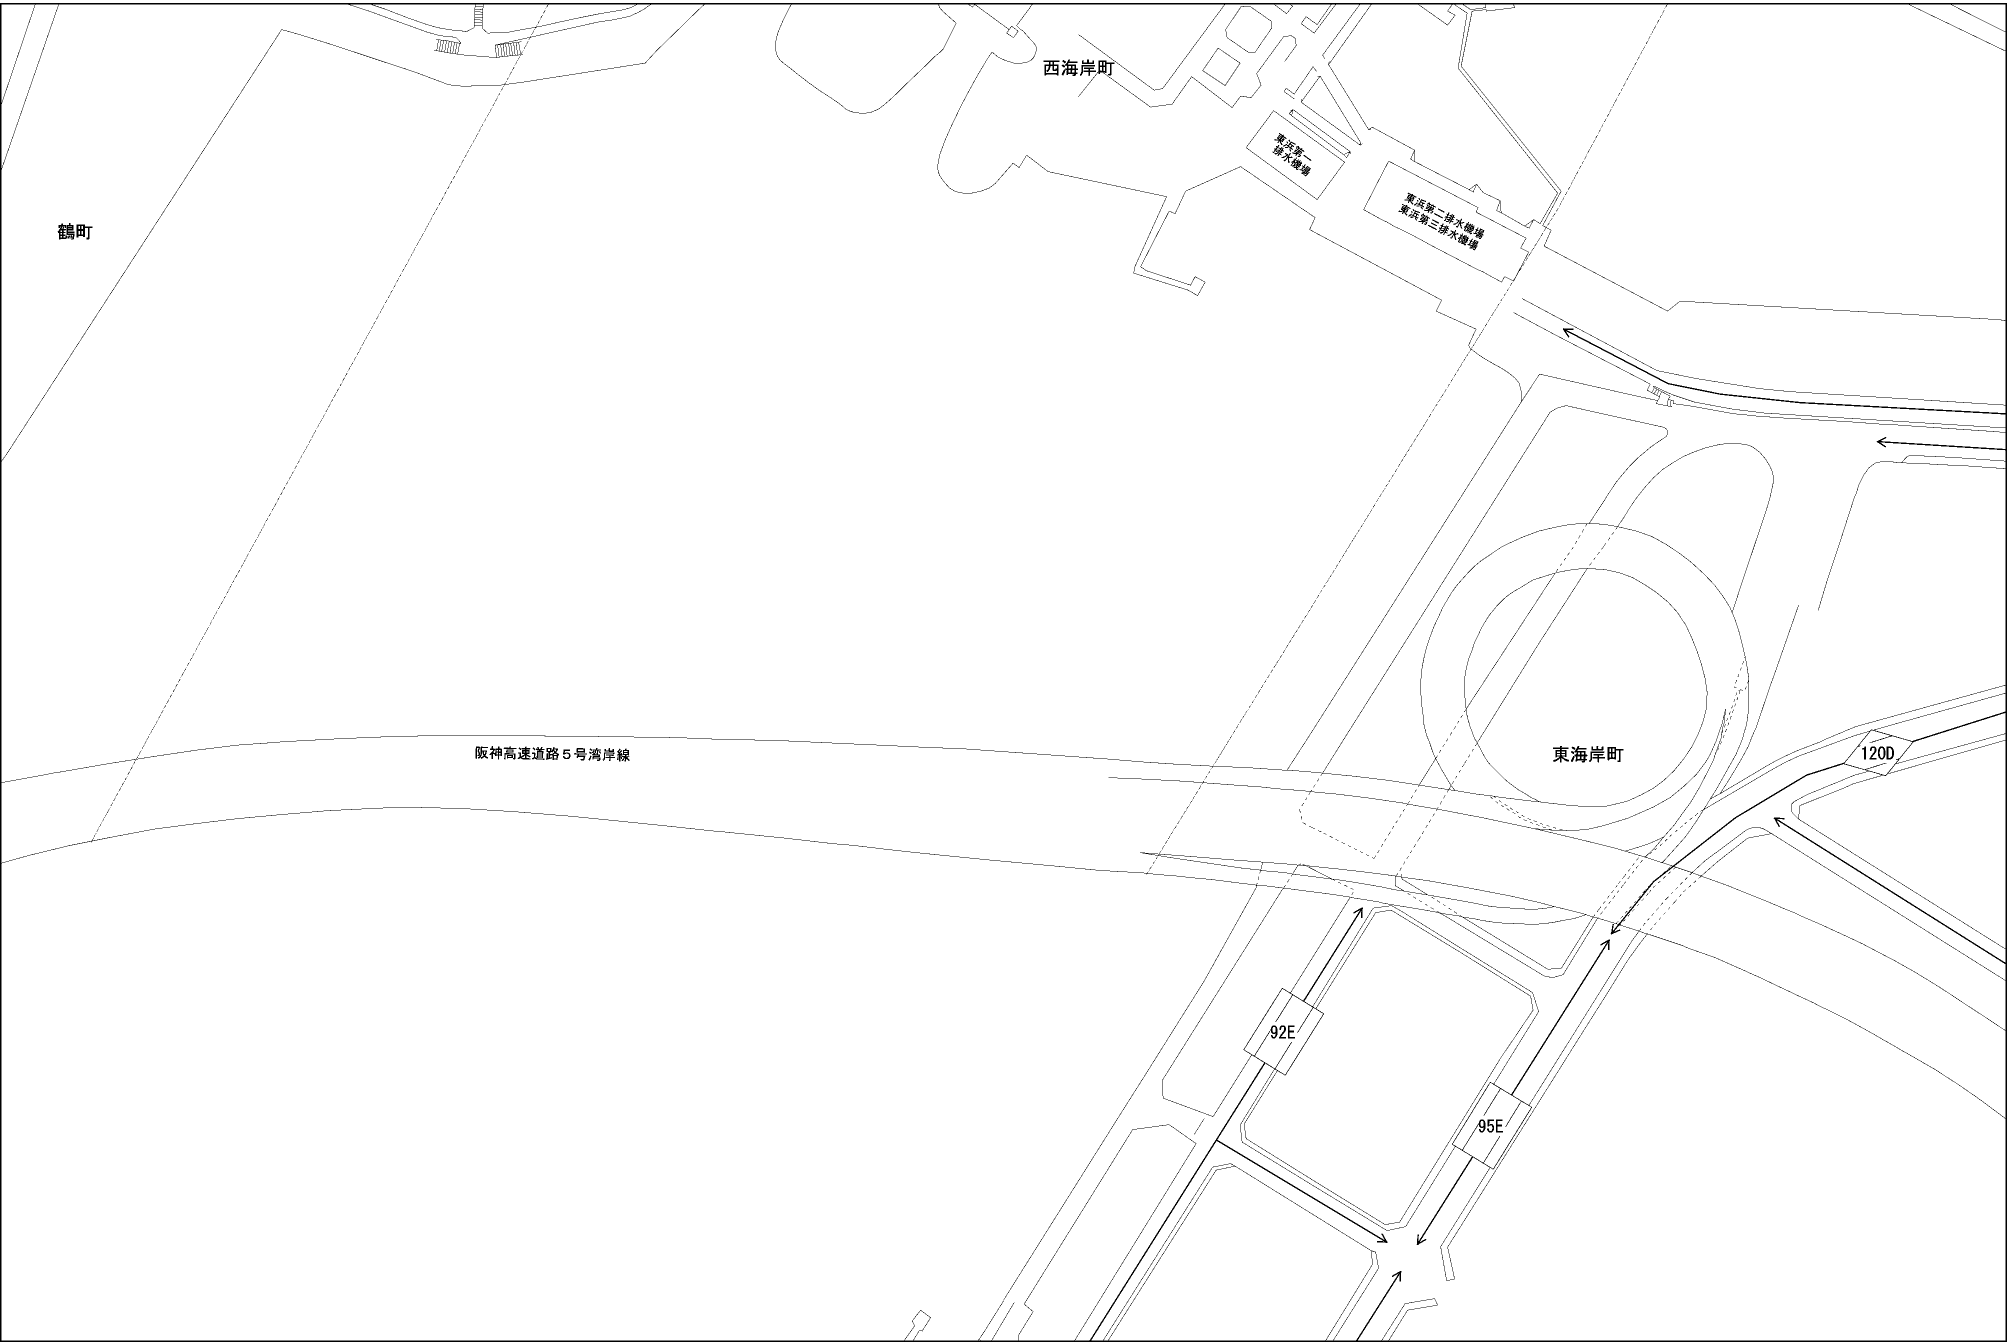 西海岸町
東浜第一
排水機場
東浜第二排水機場
東浜第三排水機場
鶴町
阪神高速道路５号湾岸線
東海岸町
120D
92E
95E